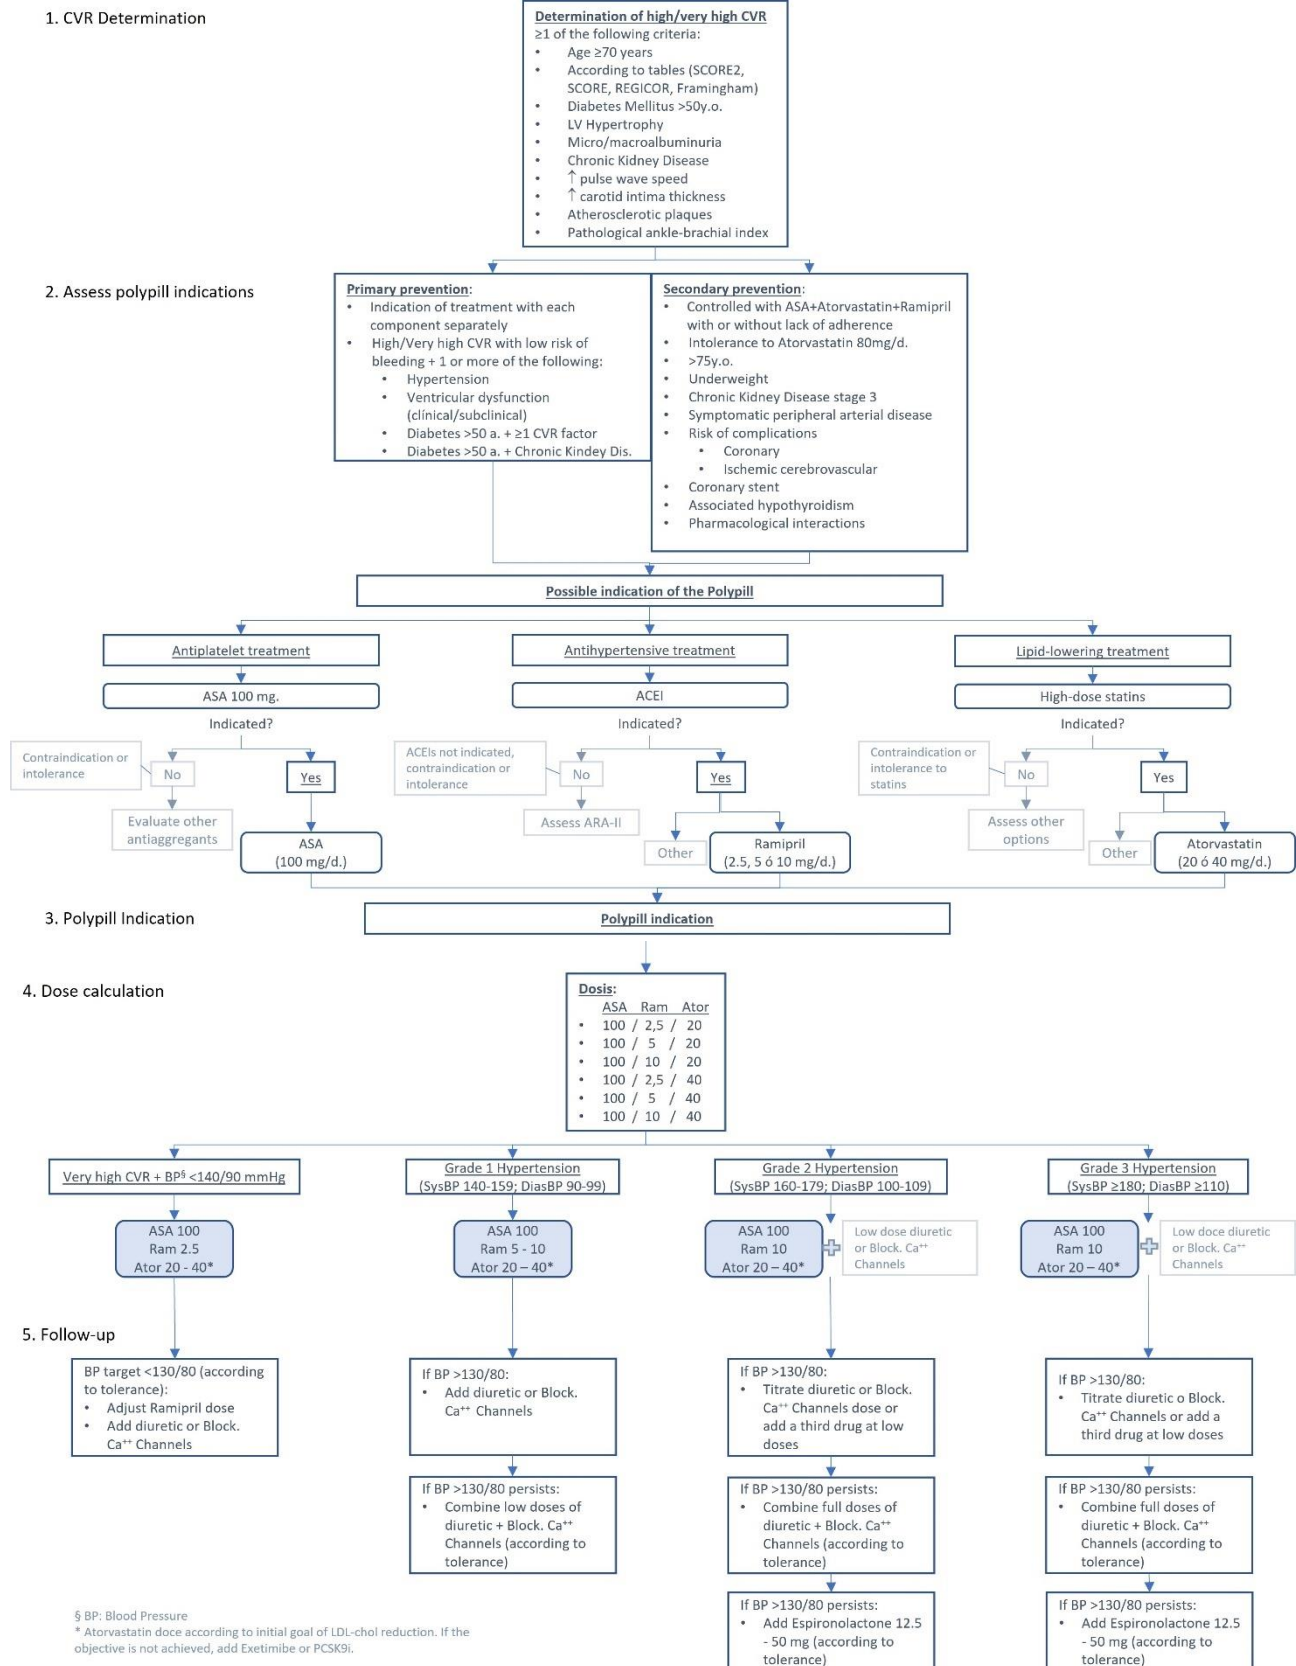 1. CVR Determination
Determination of high/very high CVR
≥1 of the following criteria:
• Age ≥70 years
• According to tables (SCORE2,
SCORE, REGICOR, Framingham)
• Diabetes Mellitus >50y.o.
• LV Hypertrophy
• Micro/macroalbuminuria
• Chronic Kidney Disease
• ↑ pulse wave speed
• ↑ carotid intima thickness
• Atherosclerotic plaques
• Pathological ankle-brachial index
2. Assess polypill indications
Primary prevention:
• Indication of treatment with each
component separately
• High/Very high CVR with low risk of
bleeding + 1 or more of the following:
• Hypertension
• Ventricular dysfunction
(clínical/subclinical)
• Diabetes >50 a. + ≥1 CVR factor
• Diabetes >50 a. + Chronic Kindey Dis.
Secondary prevention:
• Controlled with ASA+Atorvastatin+Ramipril
with or without lack of adherence
• Intolerance to Atorvastatin 80mg/d.
• >75y.o.
• Underweight
• Chronic Kidney Disease stage 3
• Symptomatic peripheral arterial disease
• Risk of complications
• Coronary
• Ischemic cerebrovascular
• Coronary stent
• Associated hypothyroidism
• Pharmacological interactions
Possible indication of the Polypill
Antiplatelet treatment
ASA 100 mg.
Indicated?
Contraindication or
intolerance
No
Yes
Evaluate other
antiaggregants
ASA
(100 mg/d.)
Antihypertensive treatment
ACEI
Indicated?
ACEIs not indicated,
contraindication or
intolerance
No
Yes
Assess ARA-II
Other
Ramipril
(2.5, 5 ó 10 mg/d.)
Lipid-lowering treatment
High-dose statins
Indicated?
Contraindication or
intolerance to
statins
No
Yes
Assess other
options
Other
Atorvastatin
(20 ó 40 mg/d.)
3. Polypill Indication
Polypill indication
4. Dose calculation
Dosis:
ASA Ram Ator
• 100 / 2,5 / 20
• 100 / 5 / 20
• 100 / 10 / 20
• 100 / 2,5 / 40
• 100 / 5 / 40
• 100 / 10 / 40
Very high CVR + BP§ <140/90 mmHg
ASA 100
Ram 2.5
Ator 20 - 40*
Grade 1 Hypertension
(SysBP 140-159; DiasBP 90-99)
ASA 100
Ram 5 - 10
Ator 20 – 40*
Grade 2 Hypertension
(SysBP 160-179; DiasBP 100-109)
ASA 100
Ram 10
Ator 20 – 40*
Low dose diuretic
or Block. Ca⁺⁺
Channels
Grade 3 Hypertension
(SysBP ≥180; DiasBP ≥110)
ASA 100
Ram 10
Ator 20 – 40*
Low doce diuretic
or Block. Ca⁺⁺
Channels
5. Follow-up
BP target <130/80 (according
to tolerance):
• Adjust Ramipril dose
• Add diuretic or Block.
Ca⁺⁺ Channels
If BP >130/80:
• Add diuretic or Block.
Ca⁺⁺ Channels
If BP >130/80 persists:
• Combine low doses of
diuretic + Block. Ca⁺⁺
Channels (according to
tolerance)
If BP >130/80:
• Titrate diuretic or Block.
Ca⁺⁺ Channels dose or
add a third drug at low
doses
If BP >130/80 persists:
• Combine full doses of
diuretic + Block. Ca⁺⁺
Channels (according to
tolerance)
If BP >130/80 persists:
• Add Espironolactone 12.5
- 50 mg (according to
tolerance)
If BP >130/80:
• Titrate diuretic o Block.
Ca⁺⁺ Channels or add a
third drug at low doses
If BP >130/80 persists:
• Combine full doses of
diuretic + Block. Ca⁺⁺
Channels (according to
tolerance)
If BP >130/80 persists:
• Add Espironolactone 12.5
- 50 mg (according to
tolerance)
§ BP: Blood Pressure
* Atorvastatin doce according to initial goal of LDL-chol reduction. If the
objective is not achieved, add Exetimibe or PCSK9i.